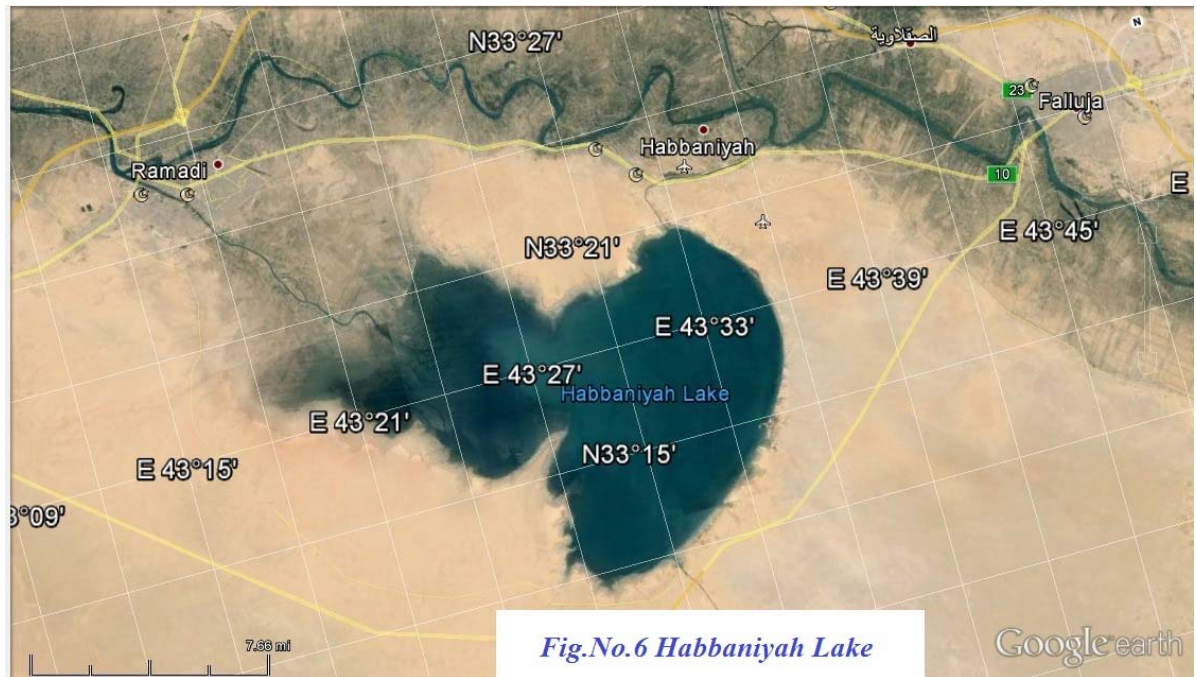 N
N33°27'
الصقلاوية
23
Falluja
Habbaniyah
Ramadi
10
E
E 43°45'
N33°21'
E 43°39'
E 43°33'
E 43°27'
Habbaniyah Lake
E 43°21'
N33°15'
E 43°15'
3°09'
7.66 mi
Fig.No.6 Habbaniyah Lake
Google earth